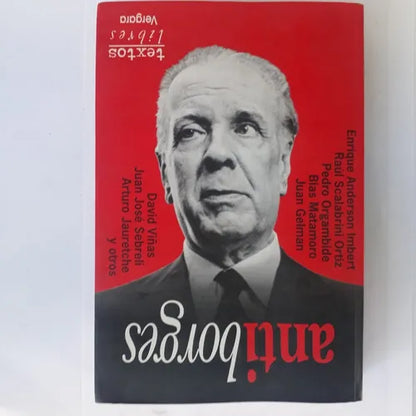 antiborges
Enrique Anderson Imbert
Raúl Scalabrini Ortiz
Pedro Orgambide
Blas Matamoro
Juan Gelman
David Viñas
Juan José Sebreli
Arturo Jauretche
y otros
textos
libres
Vergara